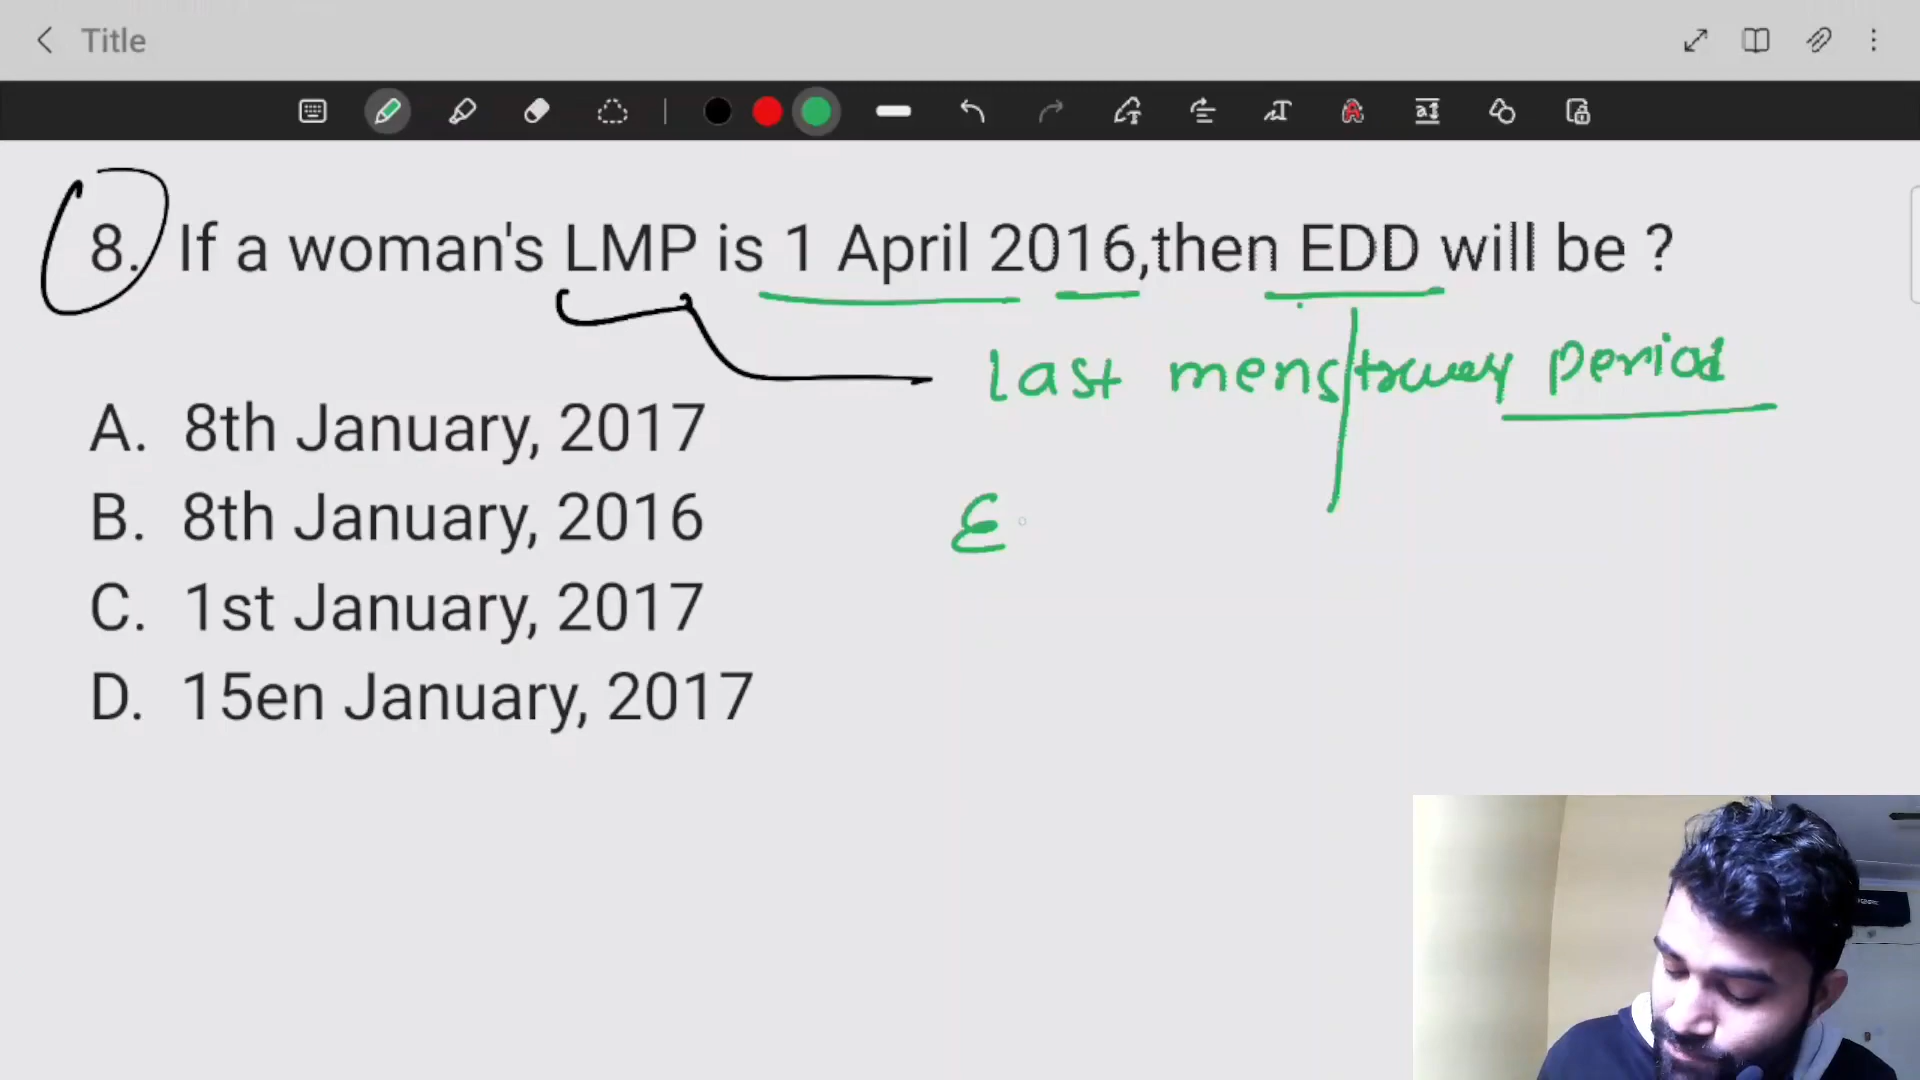 Title
8. If a woman's LMP is 1 April 2016,then EDD will be ?
last menstrual period
A. 8th January, 2017
B. 8th January, 2016
E
C. 1st January, 2017
D. 15en January, 2017